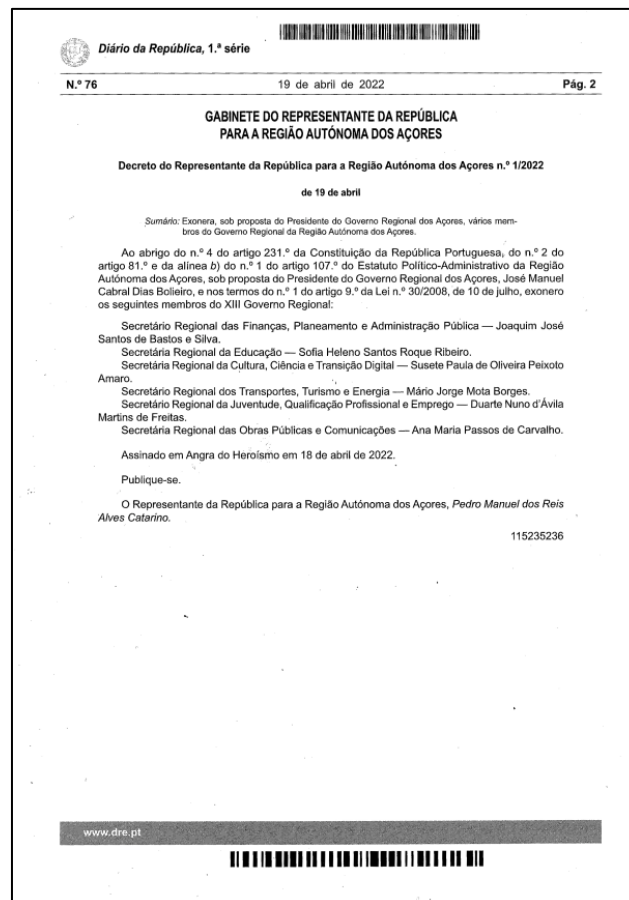 Diário da República, 1.ª série
N.º 76 19 de abril de 2022 Pág. 2
GABINETE DO REPRESENTANTE DA REPÚBLICA
PARA A REGIÃO AUTÓNOMA DOS AÇORES
Decreto do Representante da República para a Região Autónoma dos Açores n.º 1/2022
de 19 de abril
Sumário: Exonera, sob proposta do Presidente do Governo Regional dos Açores, vários mem-
bros do Governo Regional da Região Autónoma dos Açores.
Ao abrigo do n.º 4 do artigo 231.º da Constituição da República Portuguesa, do n.º 2 do
artigo 81.º e da alínea b) do n.º 1 do artigo 107.º do Estatuto Político-Administrativo da Região
Autónoma dos Açores, sob proposta do Presidente do Governo Regional dos Açores, José Manuel
Cabral Dias Bolieiro, e nos termos do n.º 1 do artigo 9.º da Lei n.º 30/2008, de 10 de julho, exonero
os seguintes membros do XIII Governo Regional:
Secretário Regional das Finanças, Planeamento e Administração Pública — Joaquim José
Santos de Bastos e Silva.
Secretária Regional da Educação — Sofia Heleno Santos Roque Ribeiro.
Secretária Regional da Cultura, Ciência e Transição Digital — Susete Paula de Oliveira Peixoto
Amaro.
Secretário Regional dos Transportes, Turismo e Energia — Mário Jorge Mota Borges.
Secretário Regional da Juventude, Qualificação Profissional e Emprego — Duarte Nuno d'Ávila
Martins de Freitas.
Secretária Regional das Obras Públicas e Comunicações — Ana Maria Passos de Carvalho.
Assinado em Angra do Heroísmo em 18 de abril de 2022.
Publique-se.
O Representante da República para a Região Autónoma dos Açores, Pedro Manuel dos Reis
Alves Catarino.
115235236
www.dre.pt